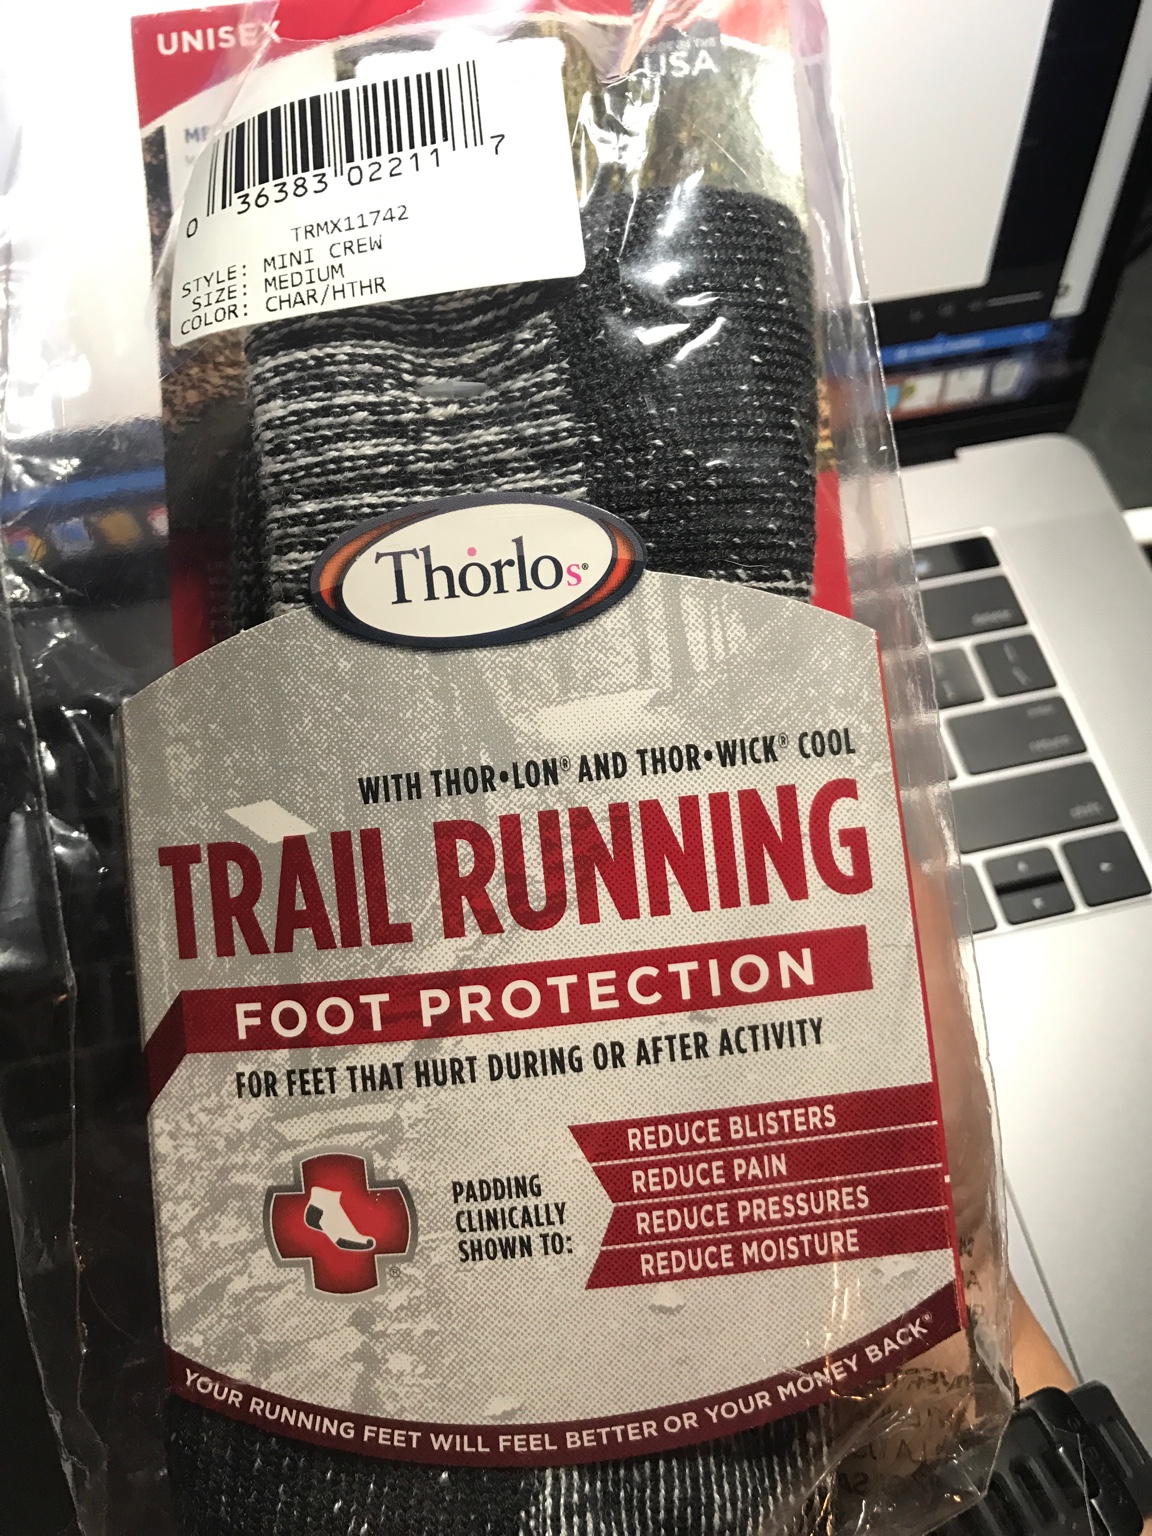 UNISEX
USA
0 36383 02211 7
TRMX11742
STYLE: MINI CREW
SIZE: MEDIUM
COLOR: CHAR/HTHR
Thorlos®
WITH THOR•LON® AND THOR•WICK® COOL
TRAIL RUNNING
FOOT PROTECTION
FOR FEET THAT HURT DURING OR AFTER ACTIVITY
PADDING
CLINICALLY
SHOWN TO:
REDUCE BLISTERS
REDUCE PAIN
REDUCE PRESSURES
REDUCE MOISTURE
®
YOUR RUNNING FEET WILL FEEL BETTER OR YOUR MONEY BACK®